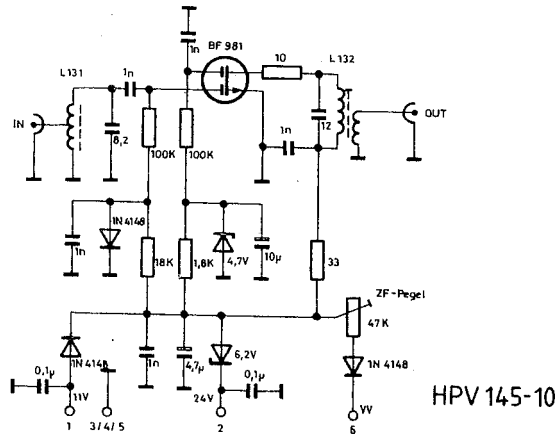 1n
BF 981
10
L 132
L 131
1n
IN
8,2
100K
100K
1n
12
OUT
1N 4148
1n
18K
1,8K
4,7V
10µ
33
ZF-Pegel
47K
1N 4148
1n
4,7µ
6,2V
1N 4148
0,1µ
11V
24V
0,1µ
VV
1
3/4/5
2
6
HPV 145-10